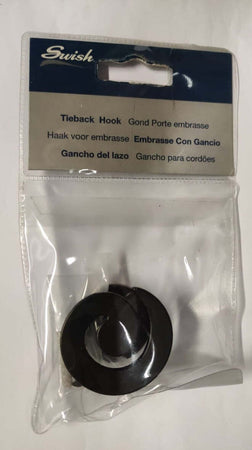 Swish
Tieback Hook Gond Porte embrasse
Haak voor embrasse Embrasse Con Gancio
Gancho del lazo Gancho para cordões